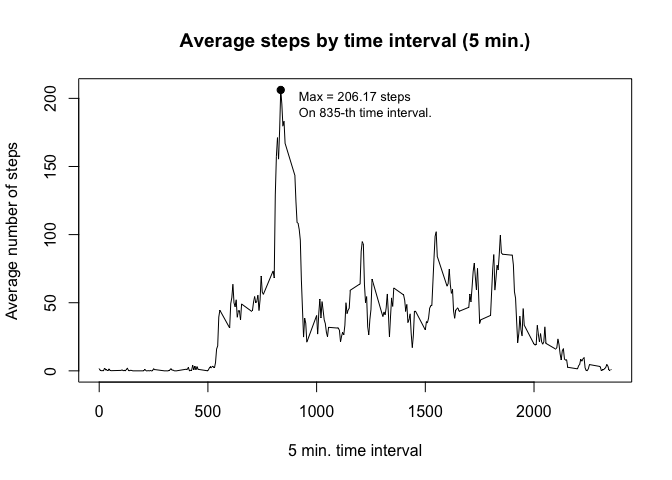 Average steps by time interval (5 min.)
Max = 206.17 steps
On 835-th time interval.
Average number of steps
200
150
100
50
0
0 500 1000 1500 2000
5 min. time interval